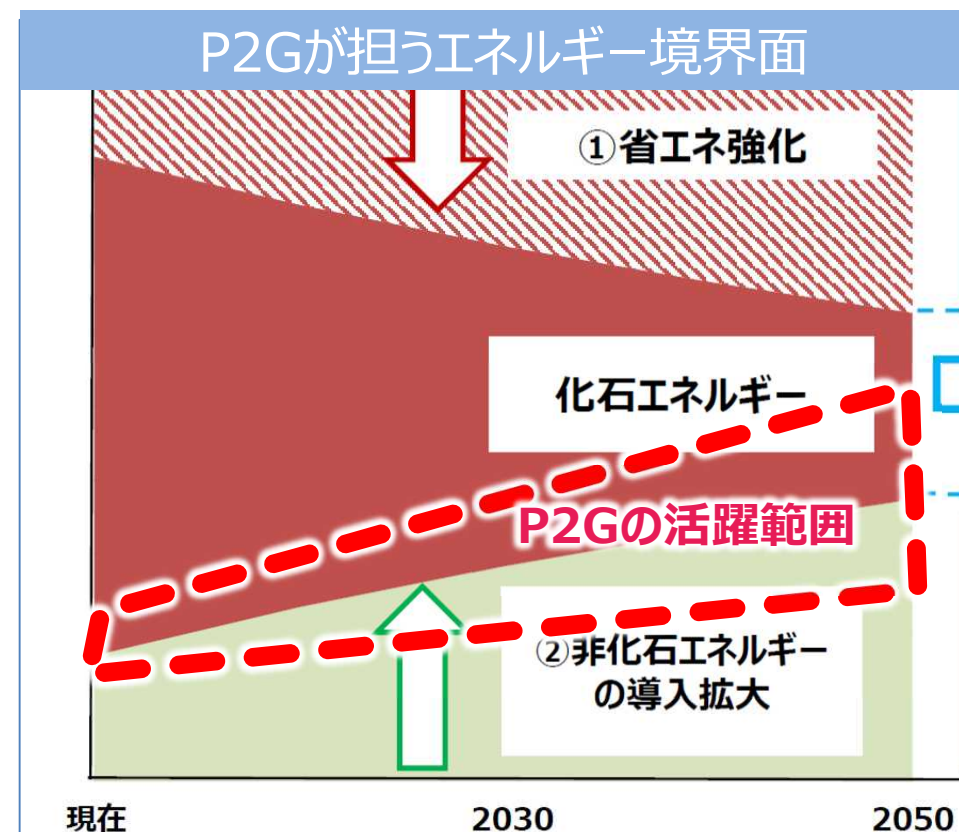 P2Gが担うエネルギー境界面
①省エネ強化
化石エネルギー
P2Gの活躍範囲
②非化石エネルギー
の導入拡大
現在
2030
2050